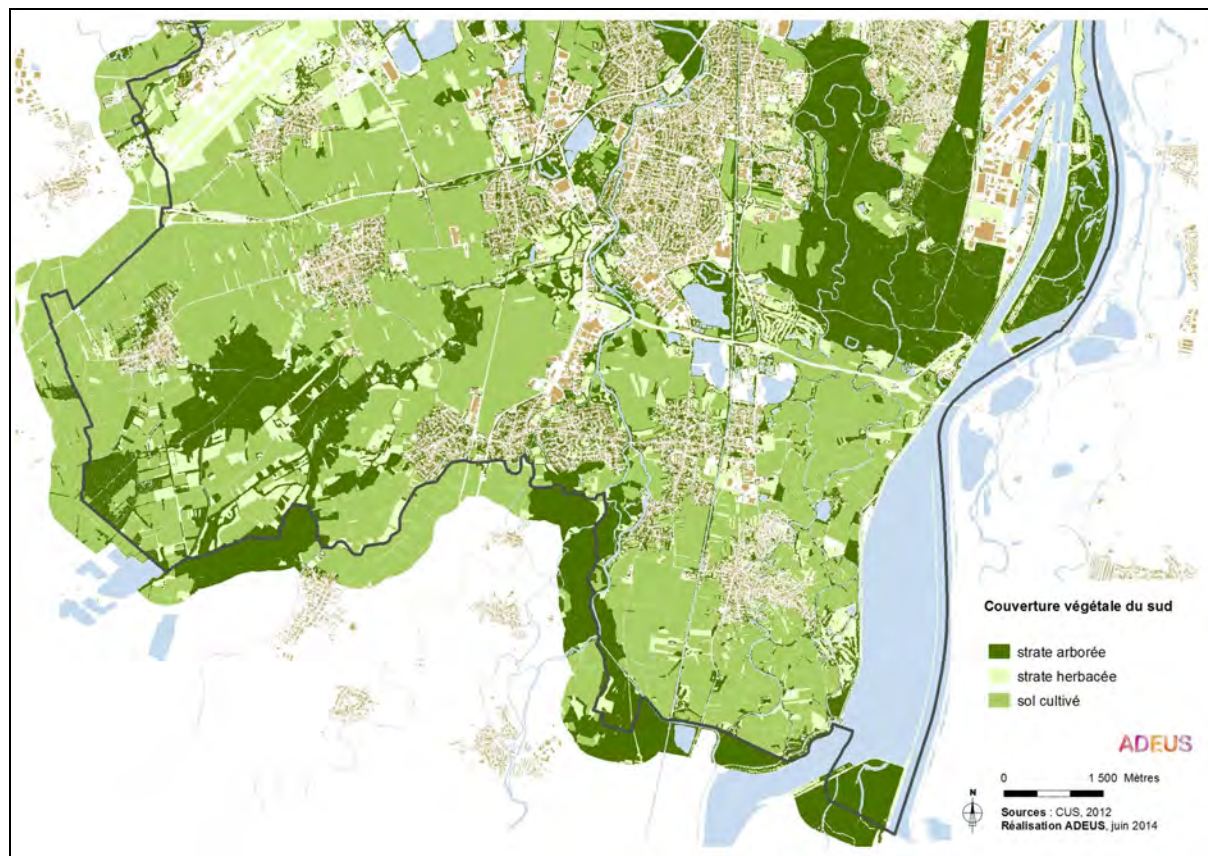 Couverture végétale du sud
strate arborée
strate herbacée
sol cultivé
ADEUS
0 1 500 Mètres
N
Sources : CUS, 2012
Réalisation ADEUS, juin 2014